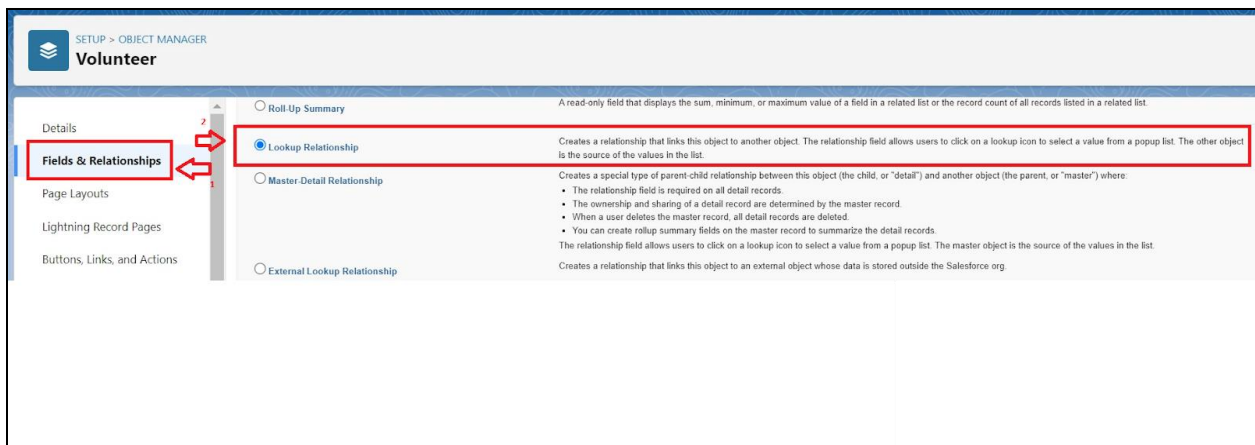 SETUP > OBJECT MANAGER
Volunteer
Details
Fields & Relationships
Page Layouts
Lightning Record Pages
Buttons, Links, and Actions
2
1
Roll-Up Summary
A read-only field that displays the sum, minimum, or maximum value of a field in a related list or the record count of all records listed in a related list.
Lookup Relationship
Creates a relationship that links this object to another object. The relationship field allows users to click on a lookup icon to select a value from a popup list. The other object
is the source of the values in the list.
Master-Detail Relationship
Creates a special type of parent-child relationship between this object (the child, or "detail") and another object (the parent, or "master") where:
• The relationship field is required on all detail records.
• The ownership and sharing of a detail record are determined by the master record.
• When a user deletes the master record, all detail records are deleted.
• You can create rollup summary fields on the master record to summarize the detail records.
The relationship field allows users to click on a lookup icon to select a value from a popup list. The master object is the source of the values in the list.
External Lookup Relationship
Creates a relationship that links this object to an external object whose data is stored outside the Salesforce org.